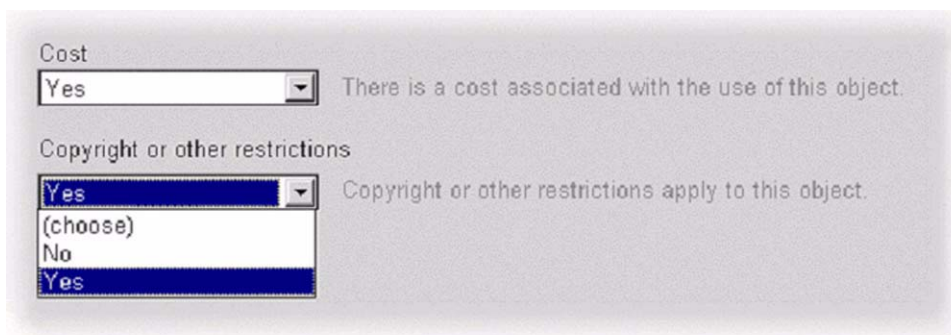 Cost
Yes
There is a cost associated with the use of this object.
Copyright or other restrictions
Yes
Copyright or other restrictions apply to this object.
(choose)
No
Yes